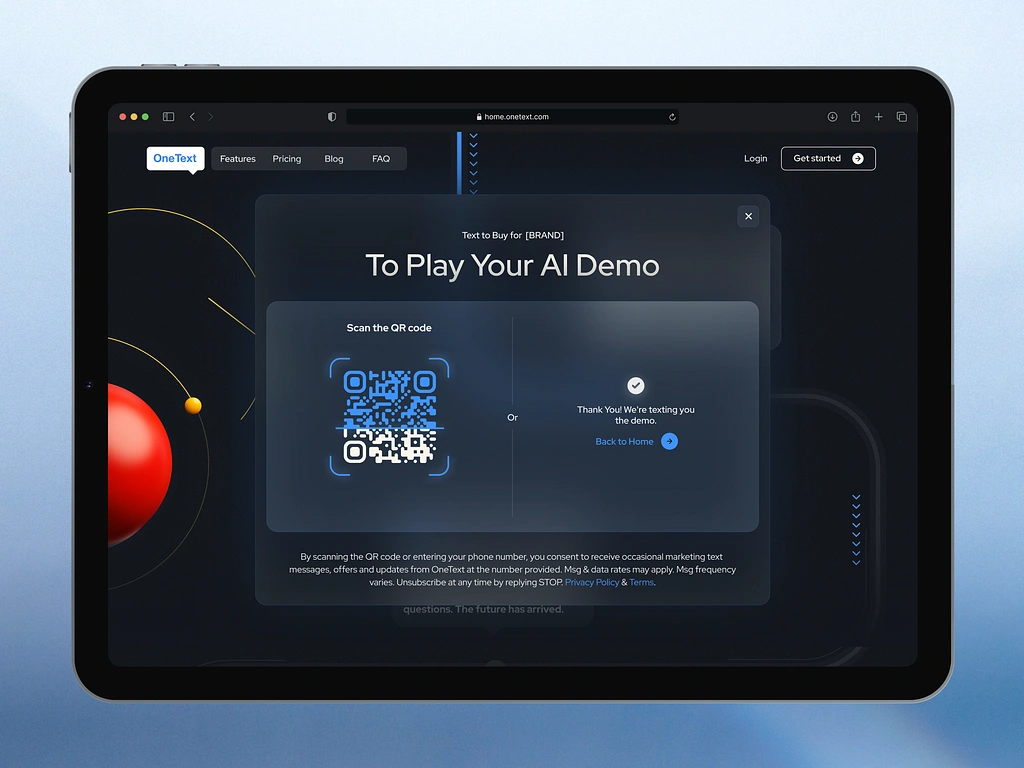 home.onetext.com
OneText
Features
Pricing
Blog
FAQ
Login
Get started
Text to Buy for [BRAND]
To Play Your AI Demo
Scan the QR code
Or
Thank You! We're texting you
the demo.
Back to Home
By scanning the QR code or entering your phone number, you consent to receive occasional marketing text
messages, offers and updates from OneText at the number provided. Msg & data rates may apply. Msg frequency
varies. Unsubscribe at any time by replying STOP. Privacy Policy & Terms.
questions. The future has arrived.